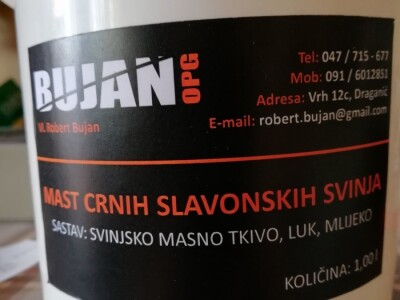 BUJAN OPG
Vl. Robert Bujan
Tel: 047 / 715 - 677
Mob: 091 / 6012851
Adresa: Vrh 12c, Draganić
E-mail: robert.bujan@gmail.com
MAST CRNIH SLAVONSKIH SVINJA
SASTAV: SVINJSKO MASNO TKIVO, LUK, MLIJEKO
KOLIČINA: 1,00 l